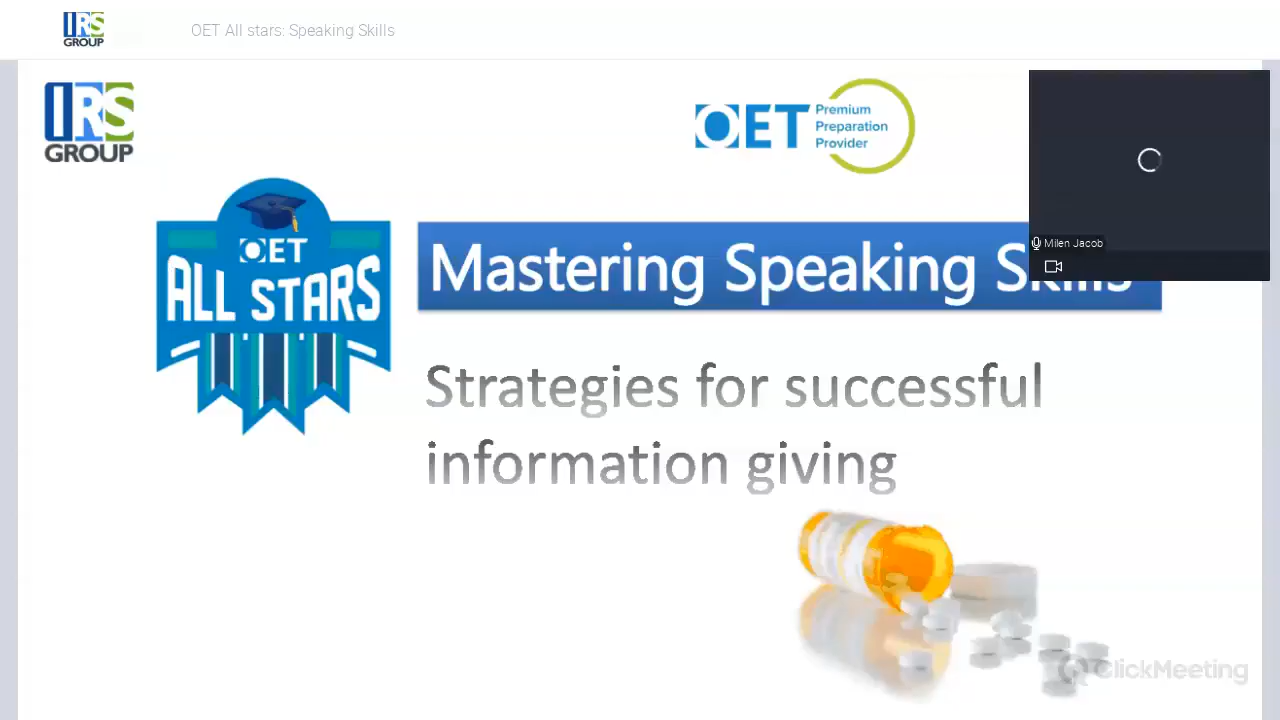 IRS
GROUP
OET All stars: Speaking Skills
IRS
GROUP
OET Premium
Preparation
Provider
Milen Jacob
OET
ALL STARS
Mastering Speaking Skills
Strategies for successful
information giving
ClickMeeting